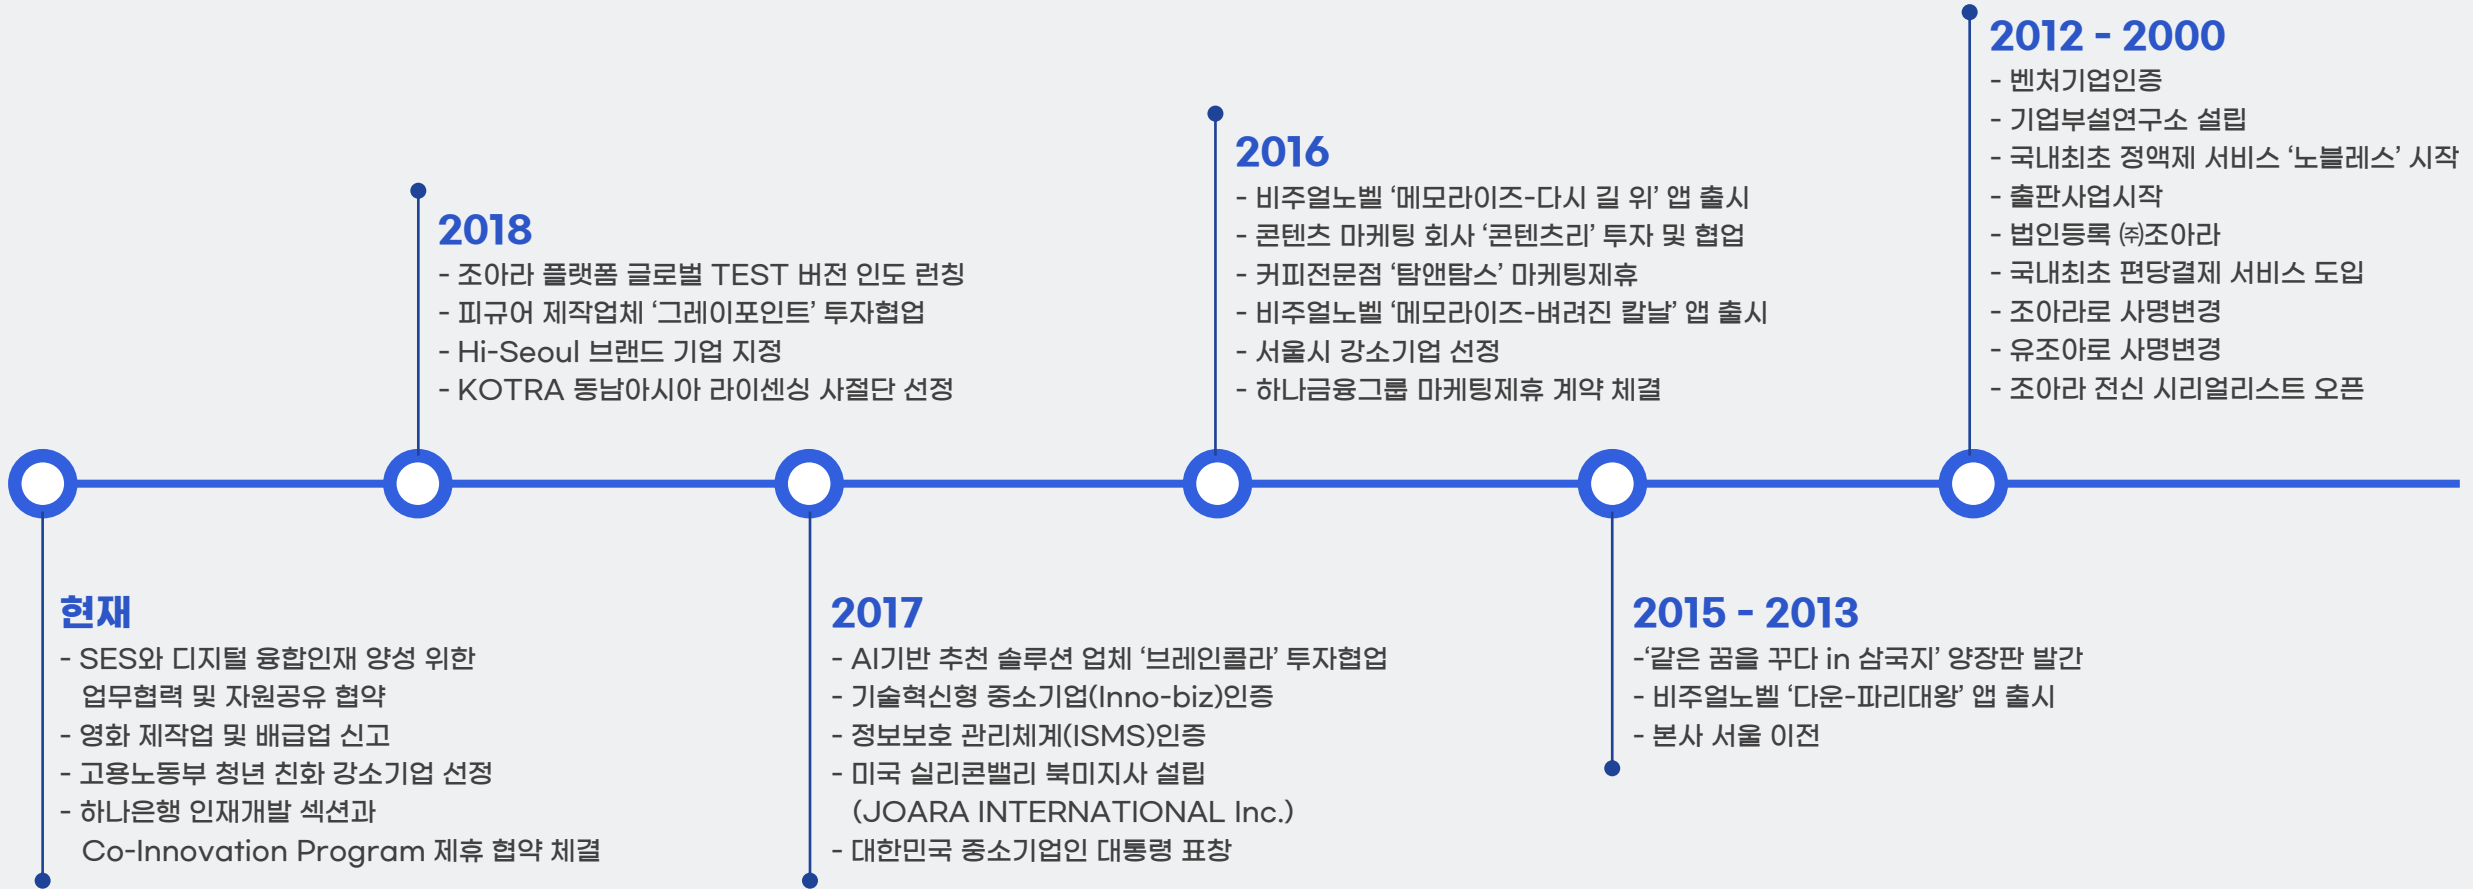 현재
- SES와 디지털 융합인재 양성 위한
업무협력 및 자원공유 협약
- 영화 제작업 및 배급업 신고
- 고용노동부 청년 친화 강소기업 선정
- 하나은행 인재개발 섹션과
Co-Innovation Program 제휴 협약 체결
2018
- 조아라 플랫폼 글로벌 TEST 버전 인도 런칭
- 피규어 제작업체 ‘그레이포인트’ 투자협업
- Hi-Seoul 브랜드 기업 지정
- KOTRA 동남아시아 라이센싱 사절단 선정
2017
- AI기반 추천 솔루션 업체 ‘브레인콜라’ 투자협업
- 기술혁신형 중소기업(Inno-biz)인증
- 정보보호 관리체계(ISMS)인증
- 미국 실리콘밸리 북미지사 설립
(JOARA INTERNATIONAL Inc.)
- 대한민국 중소기업인 대통령 표창
2016
- 비주얼노벨 ‘메모라이즈-다시 길 위’ 앱 출시
- 콘텐츠 마케팅 회사 ‘콘텐츠리’ 투자 및 협업
- 커피전문점 ‘탐앤탐스’ 마케팅제휴
- 비주얼노벨 ‘메모라이즈-벼려진 칼날’ 앱 출시
- 서울시 강소기업 선정
- 하나금융그룹 마케팅제휴 계약 체결
2015 - 2013
-‘같은 꿈을 꾸다 in 삼국지’ 양장판 발간
- 비주얼노벨 ‘다운-파리대왕’ 앱 출시
- 본사 서울 이전
2012 - 2000
- 벤처기업인증
- 기업부설연구소 설립
- 국내최초 정액제 서비스 ‘노블레스’ 시작
- 출판사업시작
- 법인등록 ㈜조아라
- 국내최초 편당결제 서비스 도입
- 조아라로 사명변경
- 유조아로 사명변경
- 조아라 전신 시리얼리스트 오픈